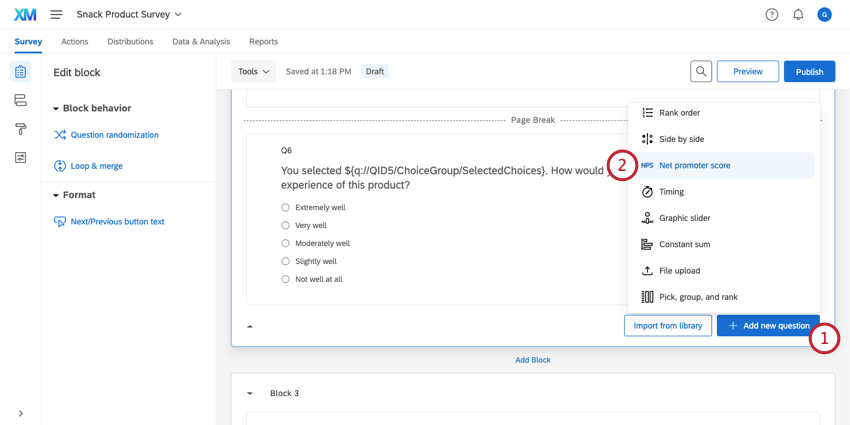 XM
Snack Product Survey
?
G
Survey
Actions
Distributions
Data & Analysis
Reports
Edit block
Block behavior
Question randomization
Loop & merge
Format
Next/Previous button text
Tools
Saved at 1:18 PM
Draft
Preview
Publish
Page Break
Q6
You selected ${q://QID5/ChoiceGroup/SelectedChoices}. How would
experience of this product?
Extremely well
Very well
Moderately well
Slightly well
Not well at all
Rank order
Side by side
2
NPS Net promoter score
Timing
Graphic slider
Constant sum
File upload
Pick, group, and rank
Import from library
+ Add new question
1
Add Block
Block 3